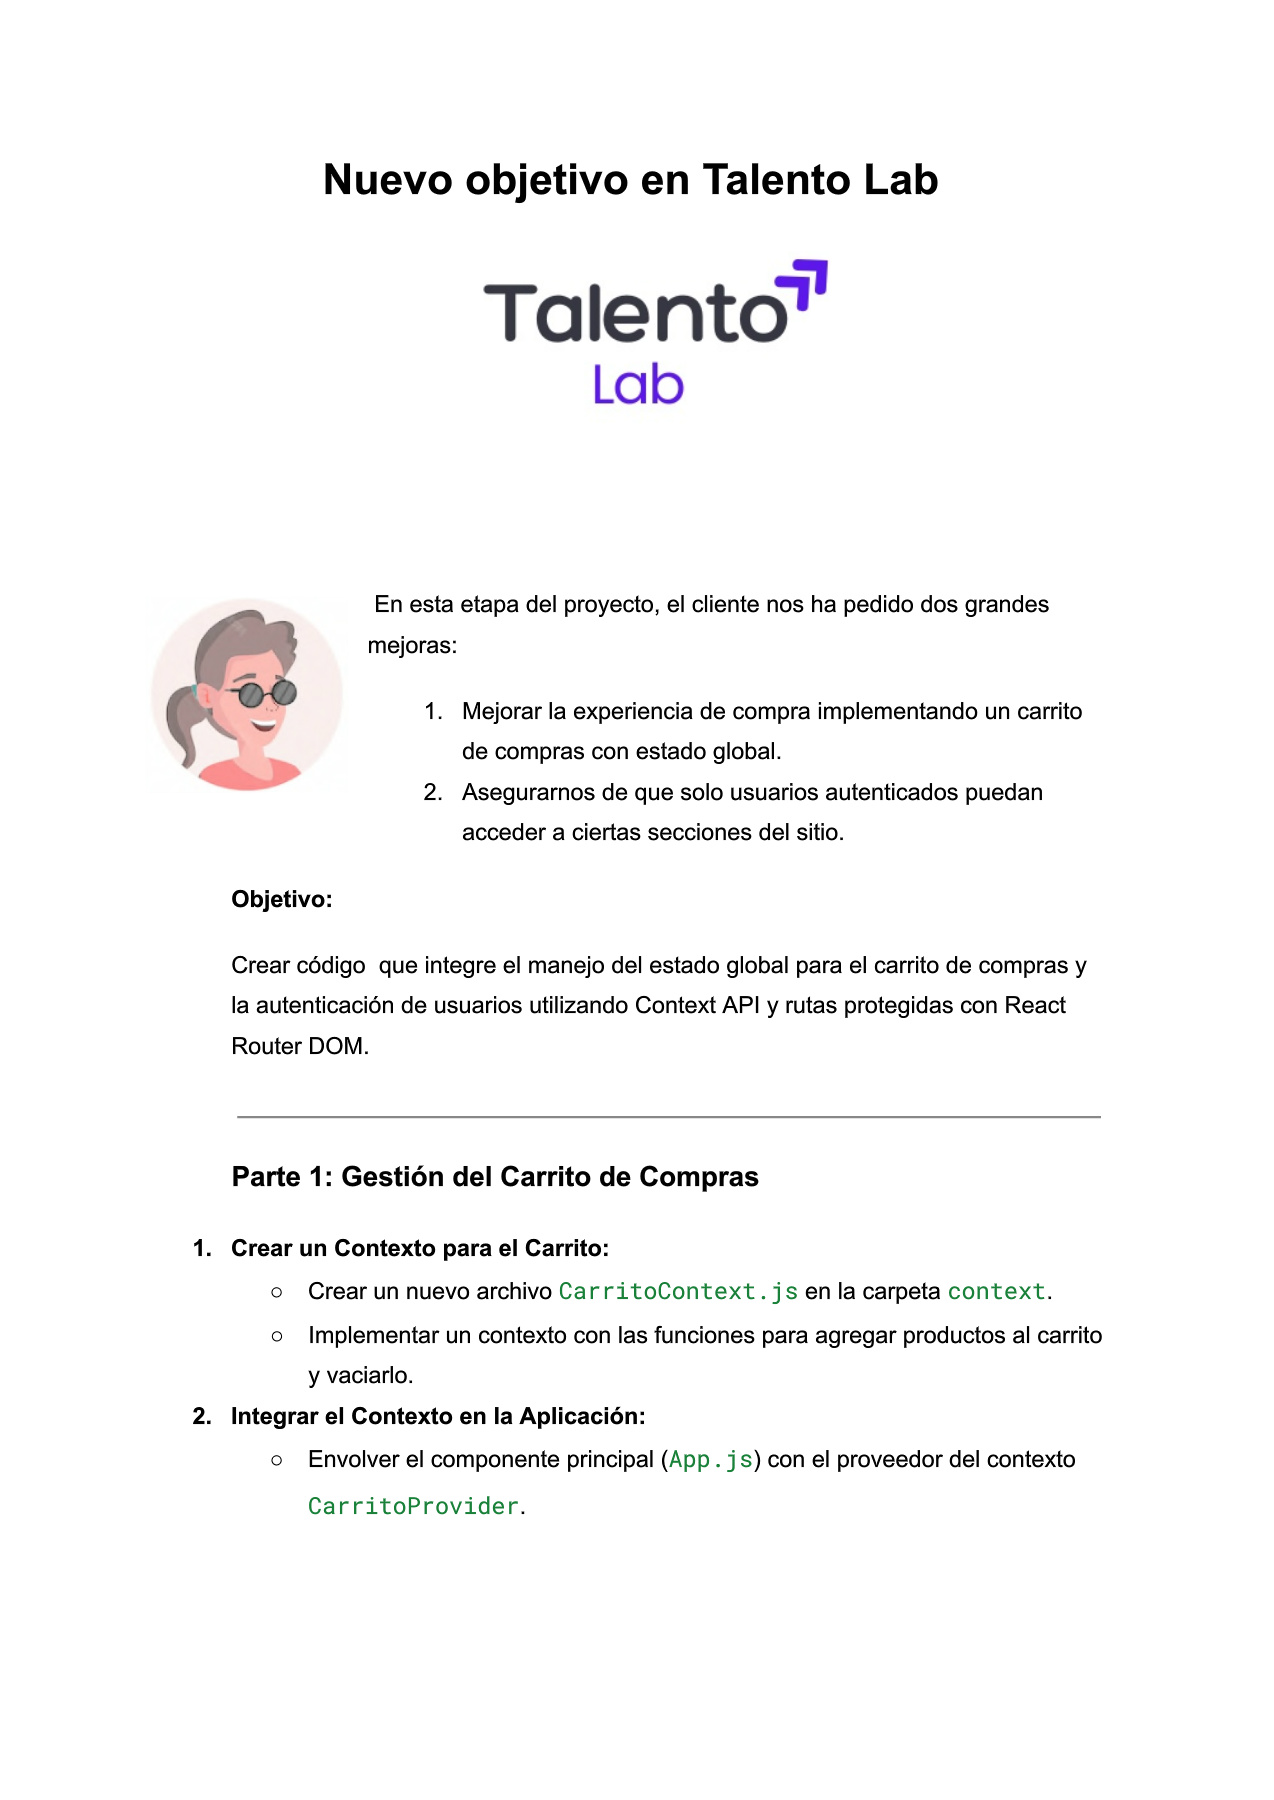 Nuevo objetivo en Talento Lab
Talento
Lab
En esta etapa del proyecto, el cliente nos ha pedido dos grandes
mejoras:
1. Mejorar la experiencia de compra implementando un carrito
de compras con estado global.
2. Asegurarnos de que solo usuarios autenticados puedan
acceder a ciertas secciones del sitio.
Objetivo:
Crear código  que integre el manejo del estado global para el carrito de compras y
la autenticación de usuarios utilizando Context API y rutas protegidas con React
Router DOM.
Parte 1: Gestión del Carrito de Compras
1. Crear un Contexto para el Carrito:
○ Crear un nuevo archivo CarritoContext.js en la carpeta context.
○ Implementar un contexto con las funciones para agregar productos al carrito
y vaciarlo.
2. Integrar el Contexto en la Aplicación:
○ Envolver el componente principal (App.js) con el proveedor del contexto
CarritoProvider.